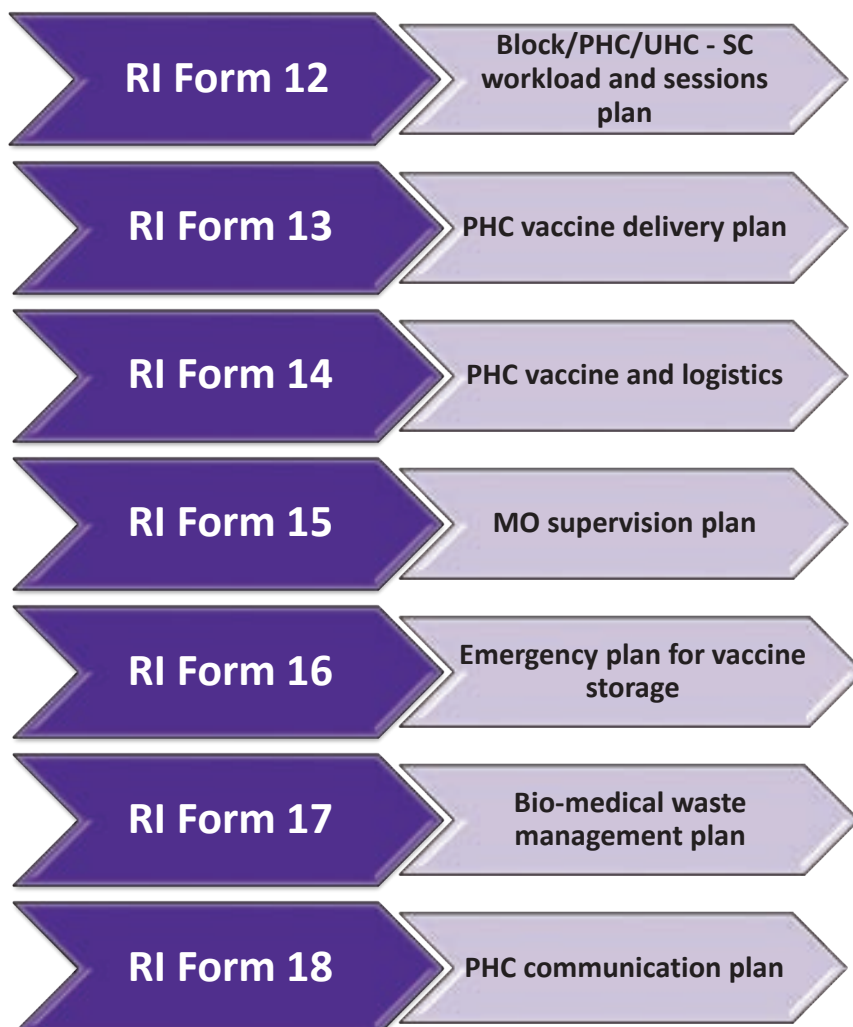 RI Form 12
Block/PHC/UHC - SC
workload and sessions
plan
RI Form 13
PHC vaccine delivery plan
RI Form 14
PHC vaccine and logistics
RI Form 15
MO supervision plan
RI Form 16
Emergency plan for vaccine
storage
RI Form 17
Bio-medical waste
management plan
RI Form 18
PHC communication plan